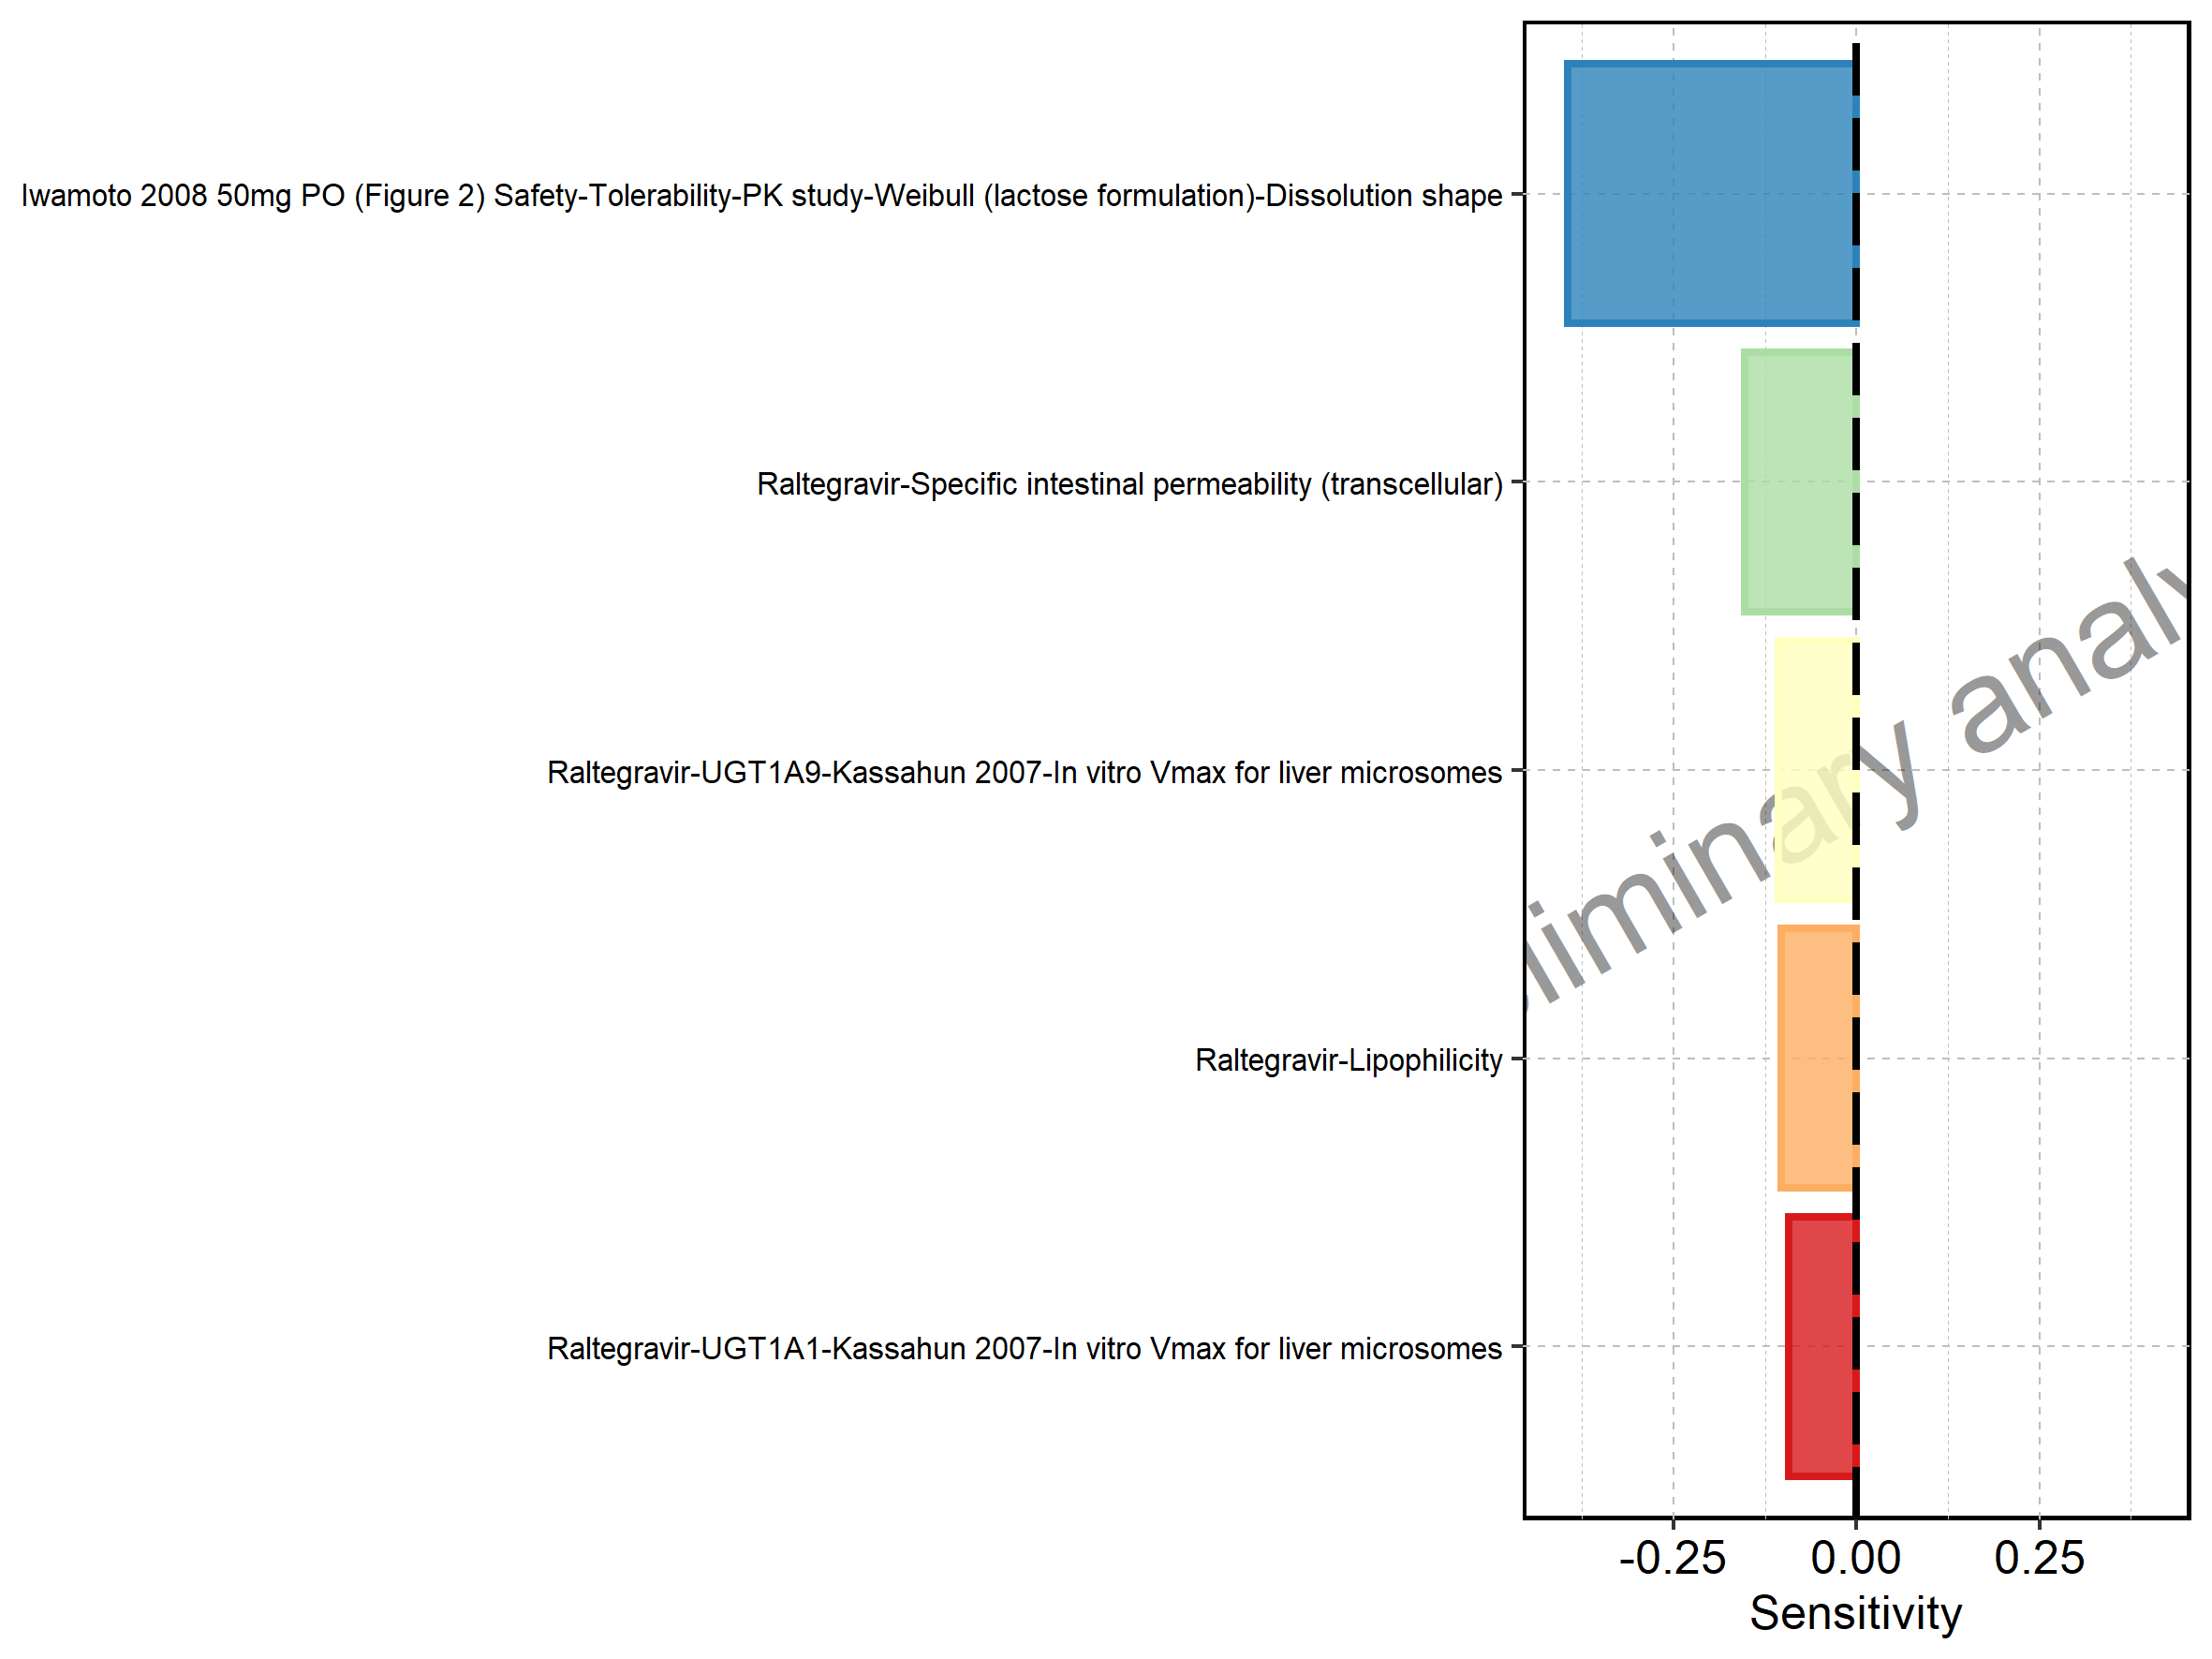 Iwamoto 2008 50mg PO (Figure 2) Safety-Tolerability-PK study-Weibull (lactose formulation)-Dissolution shape
Raltegravir-Specific intestinal permeability (transcellular)
Raltegravir-UGT1A9-Kassahun 2007-In vitro Vmax for liver microsomes
Raltegravir-Lipophilicity
Raltegravir-UGT1A1-Kassahun 2007-In vitro Vmax for liver microsomes
liminary analy
-0.25 0.00 0.25
Sensitivity